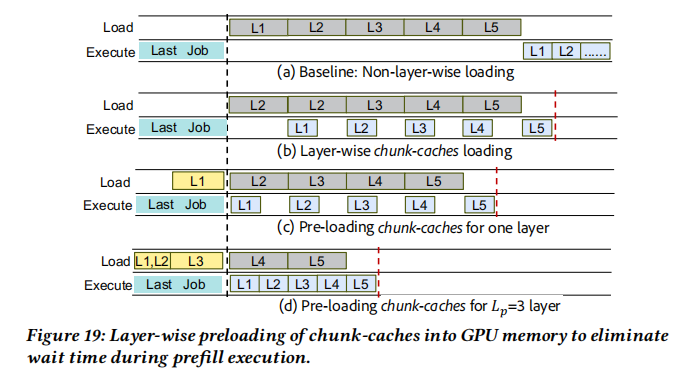 Load L1 L2 L3 L4 L5
Execute Last Job L1 L2 ......
(a) Baseline: Non-layer-wise loading
Load L2 L2 L3 L4 L5
Execute Last Job L1 L2 L3 L4 L5
(b) Layer-wise chunk-caches loading
Load L1 L2 L3 L4 L5
Execute Last Job L1 L2 L3 L4 L5
(c) Pre-loading chunk-caches for one layer
Load L1,L2 L3 L4 L5
Execute Last Job L1 L2 L3 L4 L5
(d) Pre-loading chunk-caches for Lp=3 layer
Figure 19: Layer-wise preloading of chunk-caches into GPU memory to eliminate
wait time during prefill execution.